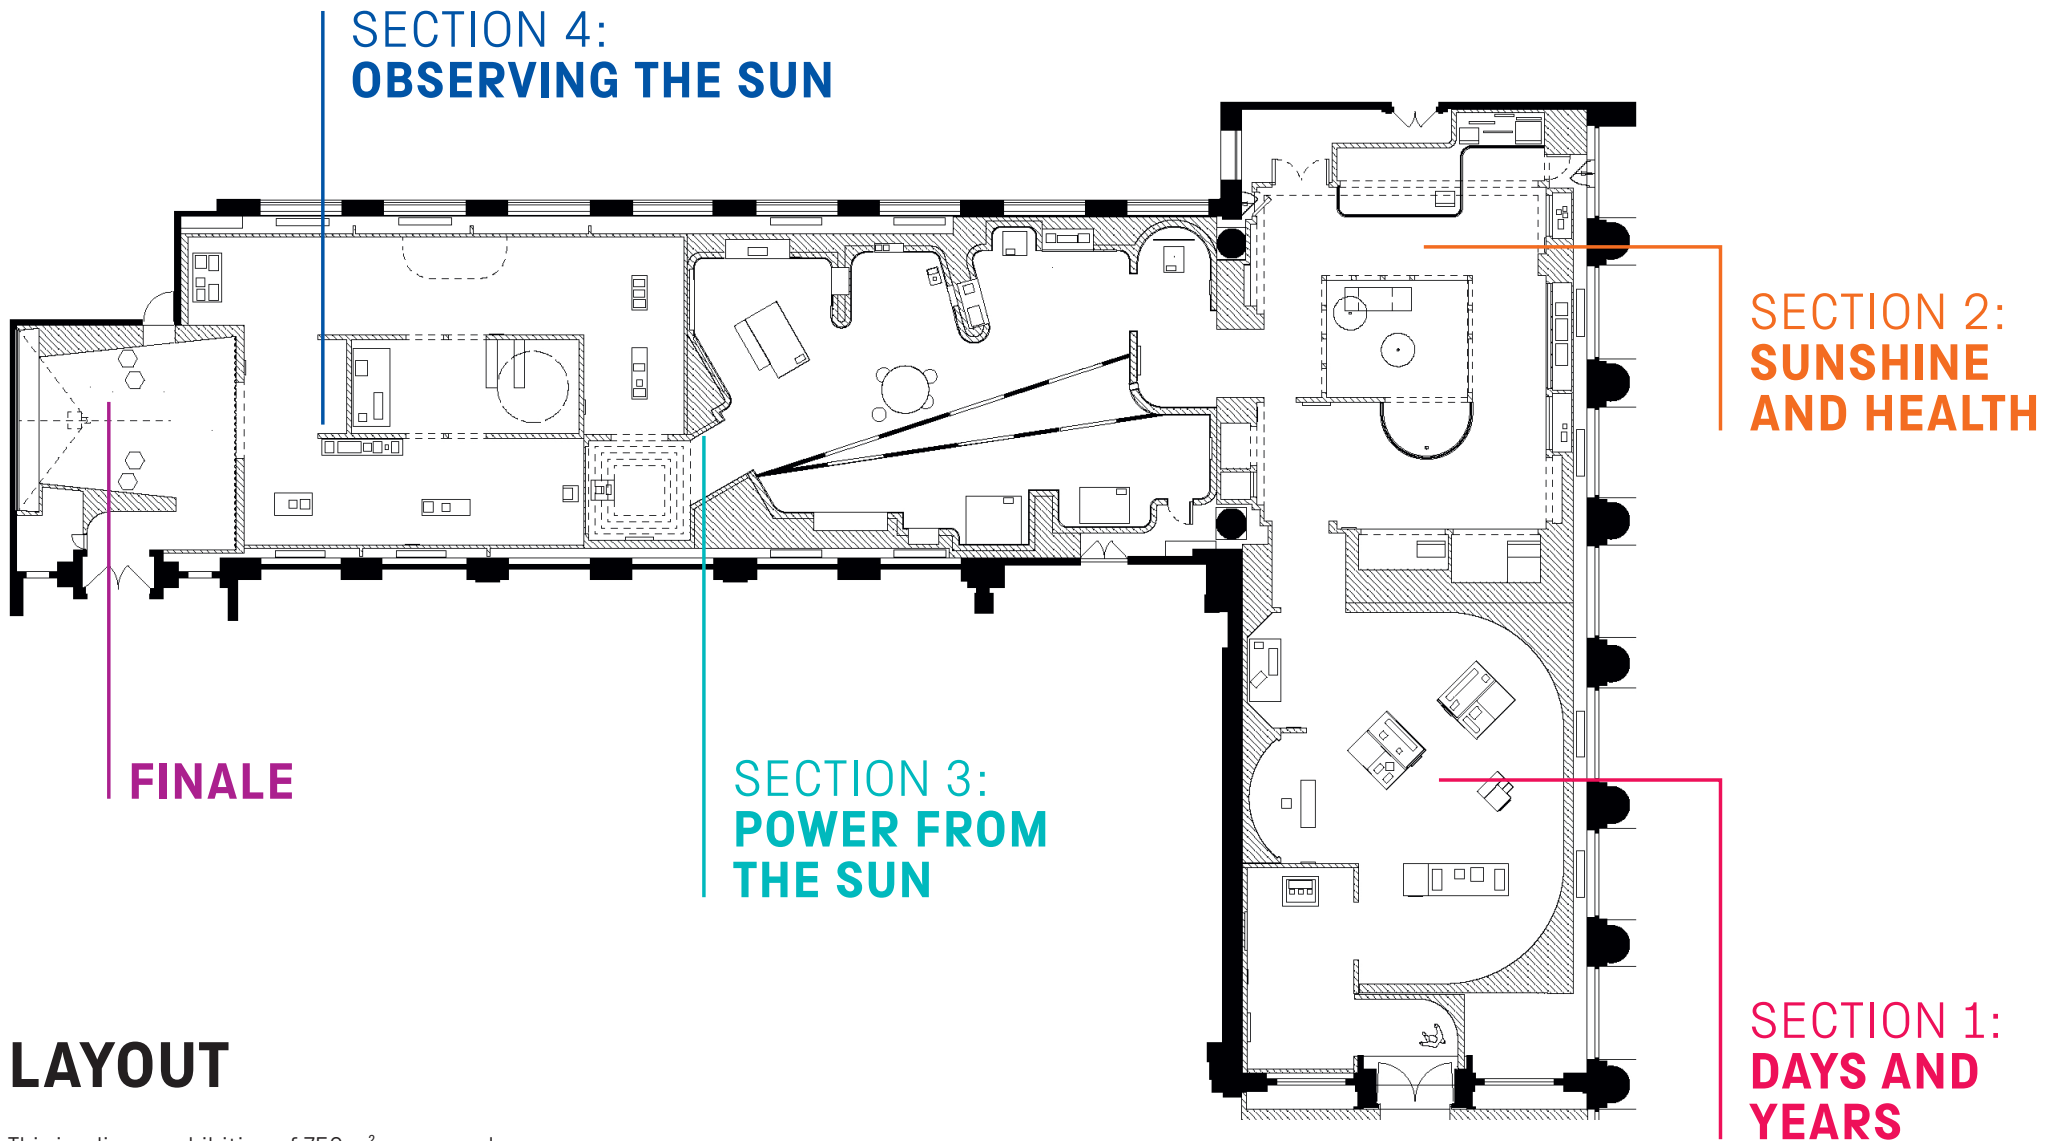 SECTION 4:
OBSERVING THE SUN
SECTION 2:
SUNSHINE
AND HEALTH
FINALE
SECTION 3:
POWER FROM
THE SUN
SECTION 1:
DAYS AND
YEARS
LAYOUT